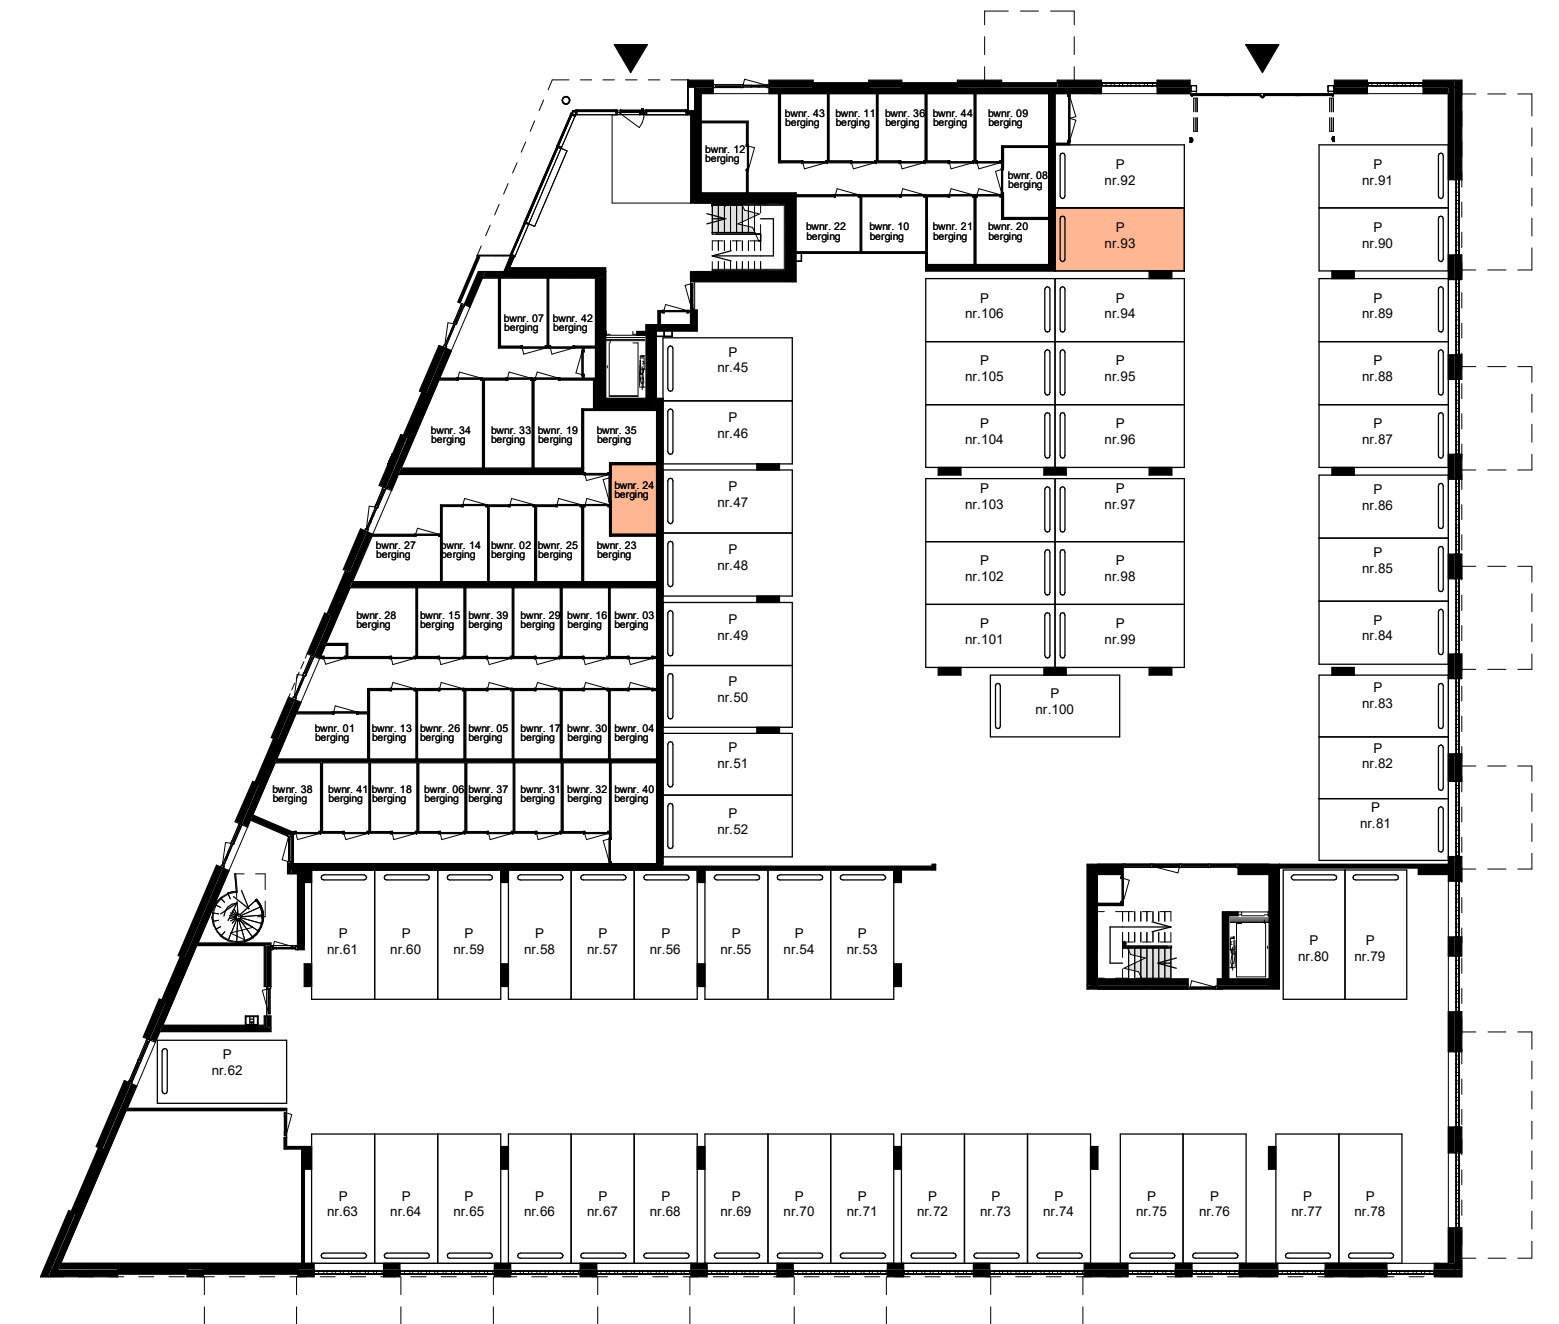 bwnr. 43
berging
bwnr. 11
berging
bwnr. 36
berging
bwnr. 44
berging
bwnr. 09
berging
bwnr. 12
berging
bwnr. 08
berging
bwnr. 22
berging
bwnr. 10
berging
bwnr. 21
berging
bwnr. 20
berging
P
nr.92
P
nr.93
P
nr.91
P
nr.90
bwnr. 07
berging
bwnr. 42
berging
P
nr.106
P
nr.94
P
nr.89
P
nr.105
P
nr.95
P
nr.88
P
nr.104
P
nr.96
P
nr.87
P
nr.45
P
nr.46
bwnr. 34
berging
bwnr. 33
berging
bwnr. 19
berging
bwnr. 35
berging
bwnr. 24
berging
P
nr.47
P
nr.48
P
nr.103
P
nr.97
P
nr.86
P
nr.102
P
nr.98
P
nr.85
P
nr.101
P
nr.99
P
nr.84
bwnr. 27
berging
bwnr. 14
berging
bwnr. 02
berging
bwnr. 25
berging
bwnr. 23
berging
bwnr. 28
berging
bwnr. 15
berging
bwnr. 39
berging
bwnr. 29
berging
bwnr. 16
berging
bwnr. 03
berging
P
nr.49
P
nr.50
P
nr.100
P
nr.83
bwnr. 01
berging
bwnr. 13
berging
bwnr. 26
berging
bwnr. 05
berging
bwnr. 17
berging
bwnr. 30
berging
bwnr. 04
berging
P
nr.51
P
nr.82
bwnr. 38
berging
bwnr. 41
berging
bwnr. 18
berging
bwnr. 06
berging
bwnr. 37
berging
bwnr. 31
berging
bwnr. 32
berging
bwnr. 40
berging
P
nr.52
P
nr.81
P
nr.61
P
nr.60
P
nr.59
P
nr.58
P
nr.57
P
nr.56
P
nr.55
P
nr.54
P
nr.53
P
nr.80
P
nr.79
P
nr.62
P
nr.63
P
nr.64
P
nr.65
P
nr.66
P
nr.67
P
nr.68
P
nr.69
P
nr.70
P
nr.71
P
nr.72
P
nr.73
P
nr.74
P
nr.75
P
nr.76
P
nr.77
P
nr.78